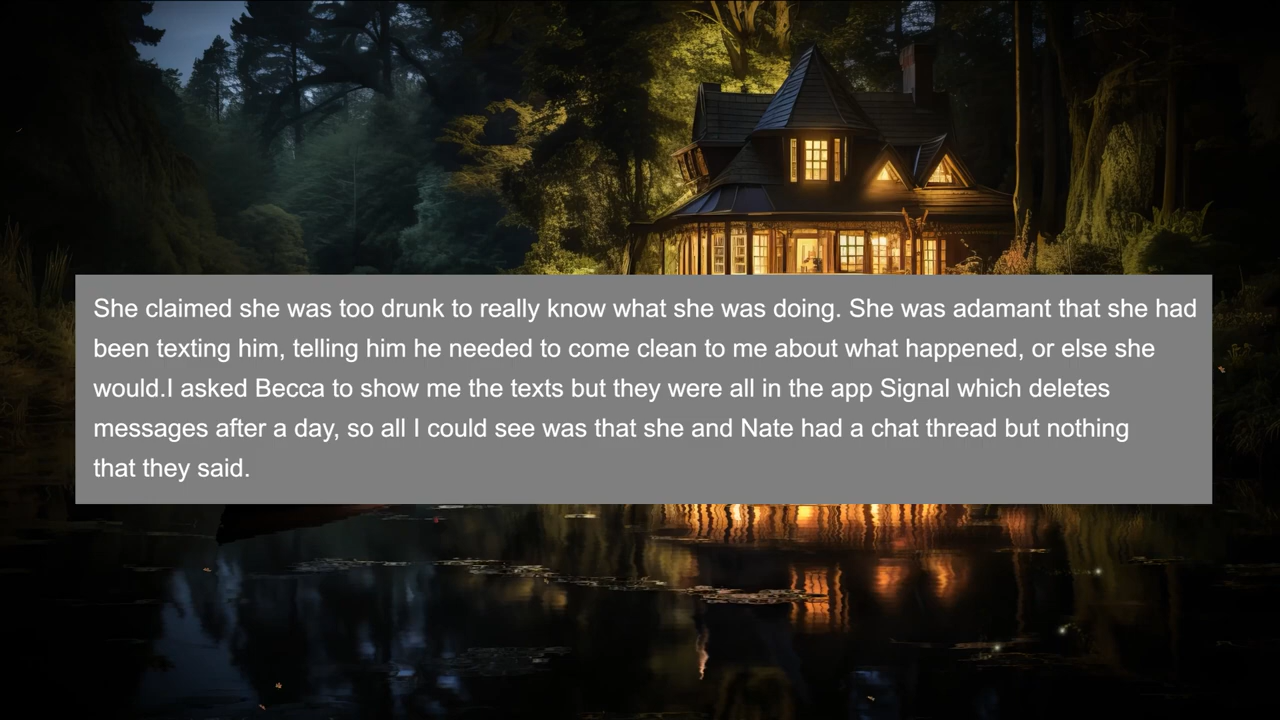 She claimed she was too drunk to really know what she was doing. She was adamant that she had
been texting him, telling him he needed to come clean to me about what happened, or else she
would.I asked Becca to show me the texts but they were all in the app Signal which deletes
messages after a day, so all I could see was that she and Nate had a chat thread but nothing
that they said.